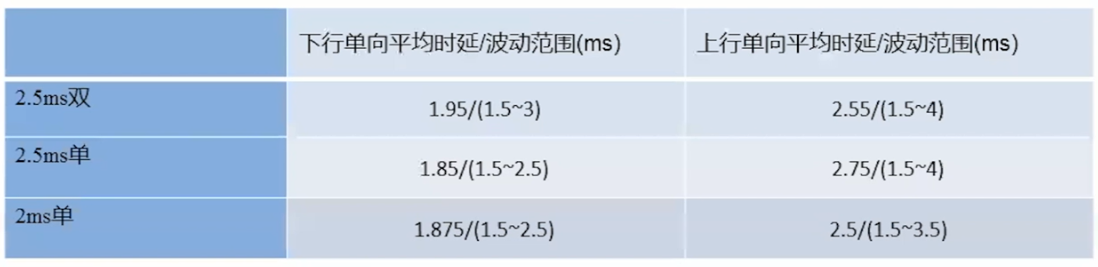 下行单向平均时延/波动范围(ms) 上行单向平均时延/波动范围(ms)
2.5ms双 1.95/(1.5~3) 2.55/(1.5~4)
2.5ms单 1.85/(1.5~2.5) 2.75/(1.5~4)
2ms单 1.875/(1.5~2.5) 2.5/(1.5~3.5)